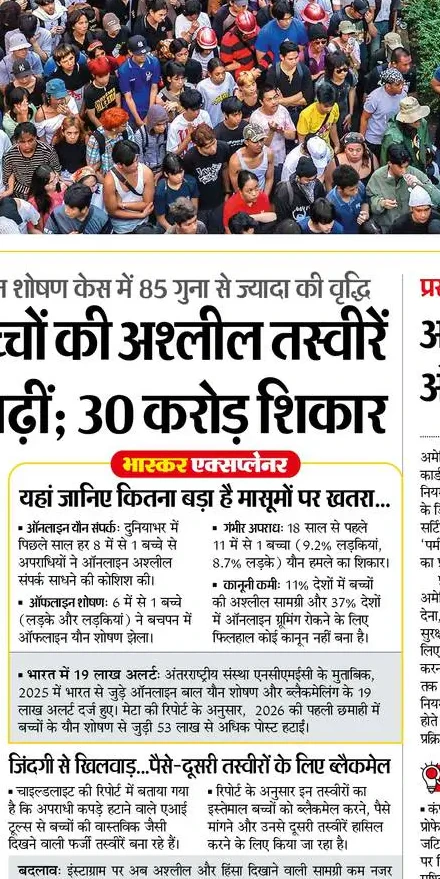 शोषण केस में 85 गुना से ज्यादा की वृद्धि
की अश्लील तस्वीरें
30 करोड़ शिकार
भास्कर एक्सप्लेनर
यहां जानिए कितना बड़ा है मासूमों पर खतरा...
▪ ऑनलाइन यौन संपर्क: दुनियाभर में
पिछले साल हर 8 में से 1 बच्चे से
अपराधियों ने ऑनलाइन अश्लील
संपर्क साधने की कोशिश की।
▪ ऑफलाइन शोषण: 6 में से 1 बच्चे
(लड़के और लड़कियां) ने बचपन में
ऑफलाइन यौन शोषण झेला।
▪ गंभीर अपराध: 18 साल से पहले
11 में से 1 बच्चा (9.2% लड़कियां,
8.7% लड़के) यौन हमले का शिकार।
▪ कानूनी कमी: 11% देशों में बच्चों
की अश्लील सामग्री और 37% देशों
में ऑनलाइन ग्रूमिंग रोकने के लिए
फिलहाल कोई कानून नहीं बना है।
▪ भारत में 19 लाख अलर्ट: अंतरराष्ट्रीय संस्था एनसीएमईसी के मुताबिक,
2025 में भारत से जुड़े ऑनलाइन बाल यौन शोषण और ब्लैकमेलिंग के 19
लाख अलर्ट दर्ज हुए। मेटा की रिपोर्ट के अनुसार, 2026 की पहली छमाही में
बच्चों के यौन शोषण से जुड़ी 53 लाख से अधिक पोस्ट हटाईं।
जिंदगी से खिलवाड़...पैसे-दूसरी तस्वीरों के लिए ब्लैकमेल
▪ चाइल्डलाइट की रिपोर्ट में बताया गया
है कि अपराधी कपड़े हटाने वाले एआई
टूल्स से बच्चों की वास्तविक जैसी
दिखने वाली फर्जी तस्वीरें बना रहे हैं।
▪ रिपोर्ट के अनुसार इन तस्वीरों का
इस्तेमाल बच्चों को ब्लैकमेल करने, पैसे
मांगने और उनसे दूसरी तस्वीरें हासिल
करने के लिए किया जा रहा है।
बदलाव: इंस्टाग्राम पर अब अश्लील और हिंसा दिखाने वाली सामग्री कम नजर